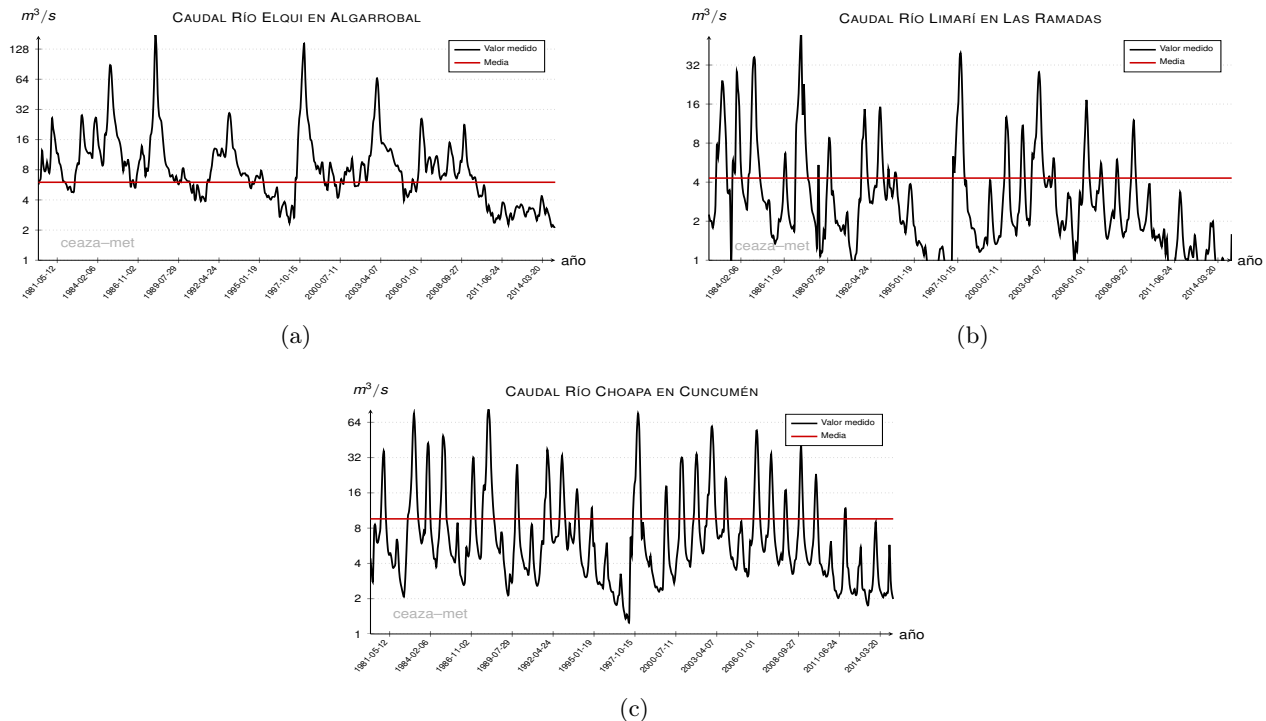 m³/s
CAUDAL RÍO ELQUI EN ALGARROBAL
Valor medido
Media
128
64
32
16
8
4
2
1
ceaza–met
año
1981-05-12
1984-02-06
1986-11-02
1989-07-29
1992-04-24
1995-01-19
1997-10-15
2000-07-11
2003-04-07
2006-01-01
2008-09-27
2011-06-24
2014-03-20
(a)
m³/s
CAUDAL RÍO LIMARÍ EN LAS RAMADAS
Valor medido
Media
32
16
8
4
2
1
ceaza–met
año
1984-02-06
1986-11-02
1989-07-29
1992-04-24
1995-01-19
1997-10-15
2000-07-11
2003-04-07
2006-01-01
2008-09-27
2011-06-24
2014-03-20
(b)
m³/s
CAUDAL RÍO CHOAPA EN CUNCUMÉN
Valor medido
Media
64
32
16
8
4
2
1
ceaza–met
año
1981-05-12
1984-02-06
1986-11-02
1989-07-29
1992-04-24
1995-01-19
1997-10-15
2000-07-11
2003-04-07
2006-01-01
2008-09-27
2011-06-24
2014-03-20
(c)